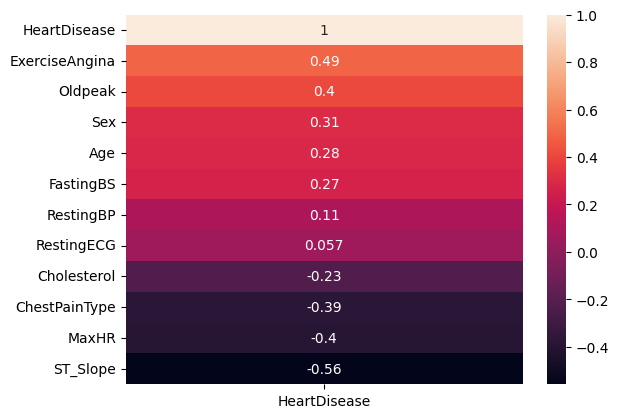 HeartDisease 1
ExerciseAngina 0.49
Oldpeak 0.4
Sex 0.31
Age 0.28
FastingBS 0.27
RestingBP 0.11
RestingECG 0.057
Cholesterol -0.23
ChestPainType -0.39
MaxHR -0.4
ST_Slope -0.56
HeartDisease
1.0
0.8
0.6
0.4
0.2
0.0
−0.2
−0.4